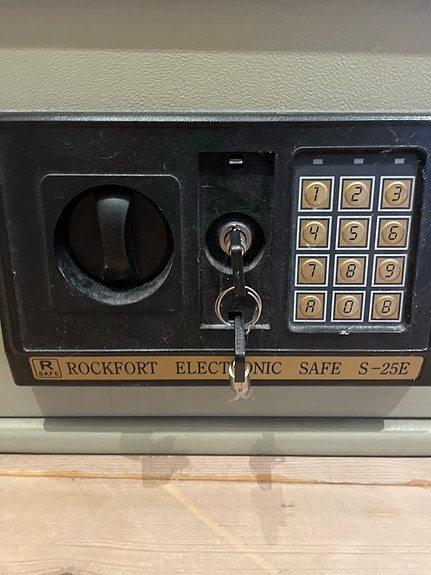 1 2 3
4 5 6
7 8 9
A 0 B
R SAFE ROCKFORT ELECTRONIC SAFE S-25E